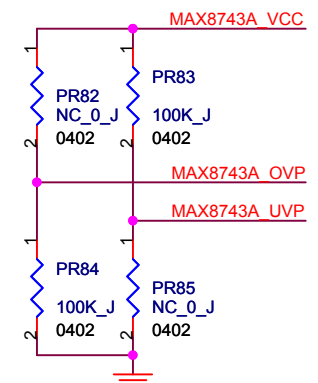 MAX8743A_VCC
1
1
PR82
NC_0_J
0402
PR83
100K_J
0402
2
2
MAX8743A_OVP
MAX8743A_UVP
1
1
PR84
100K_J
0402
PR85
NC_0_J
0402
2
2